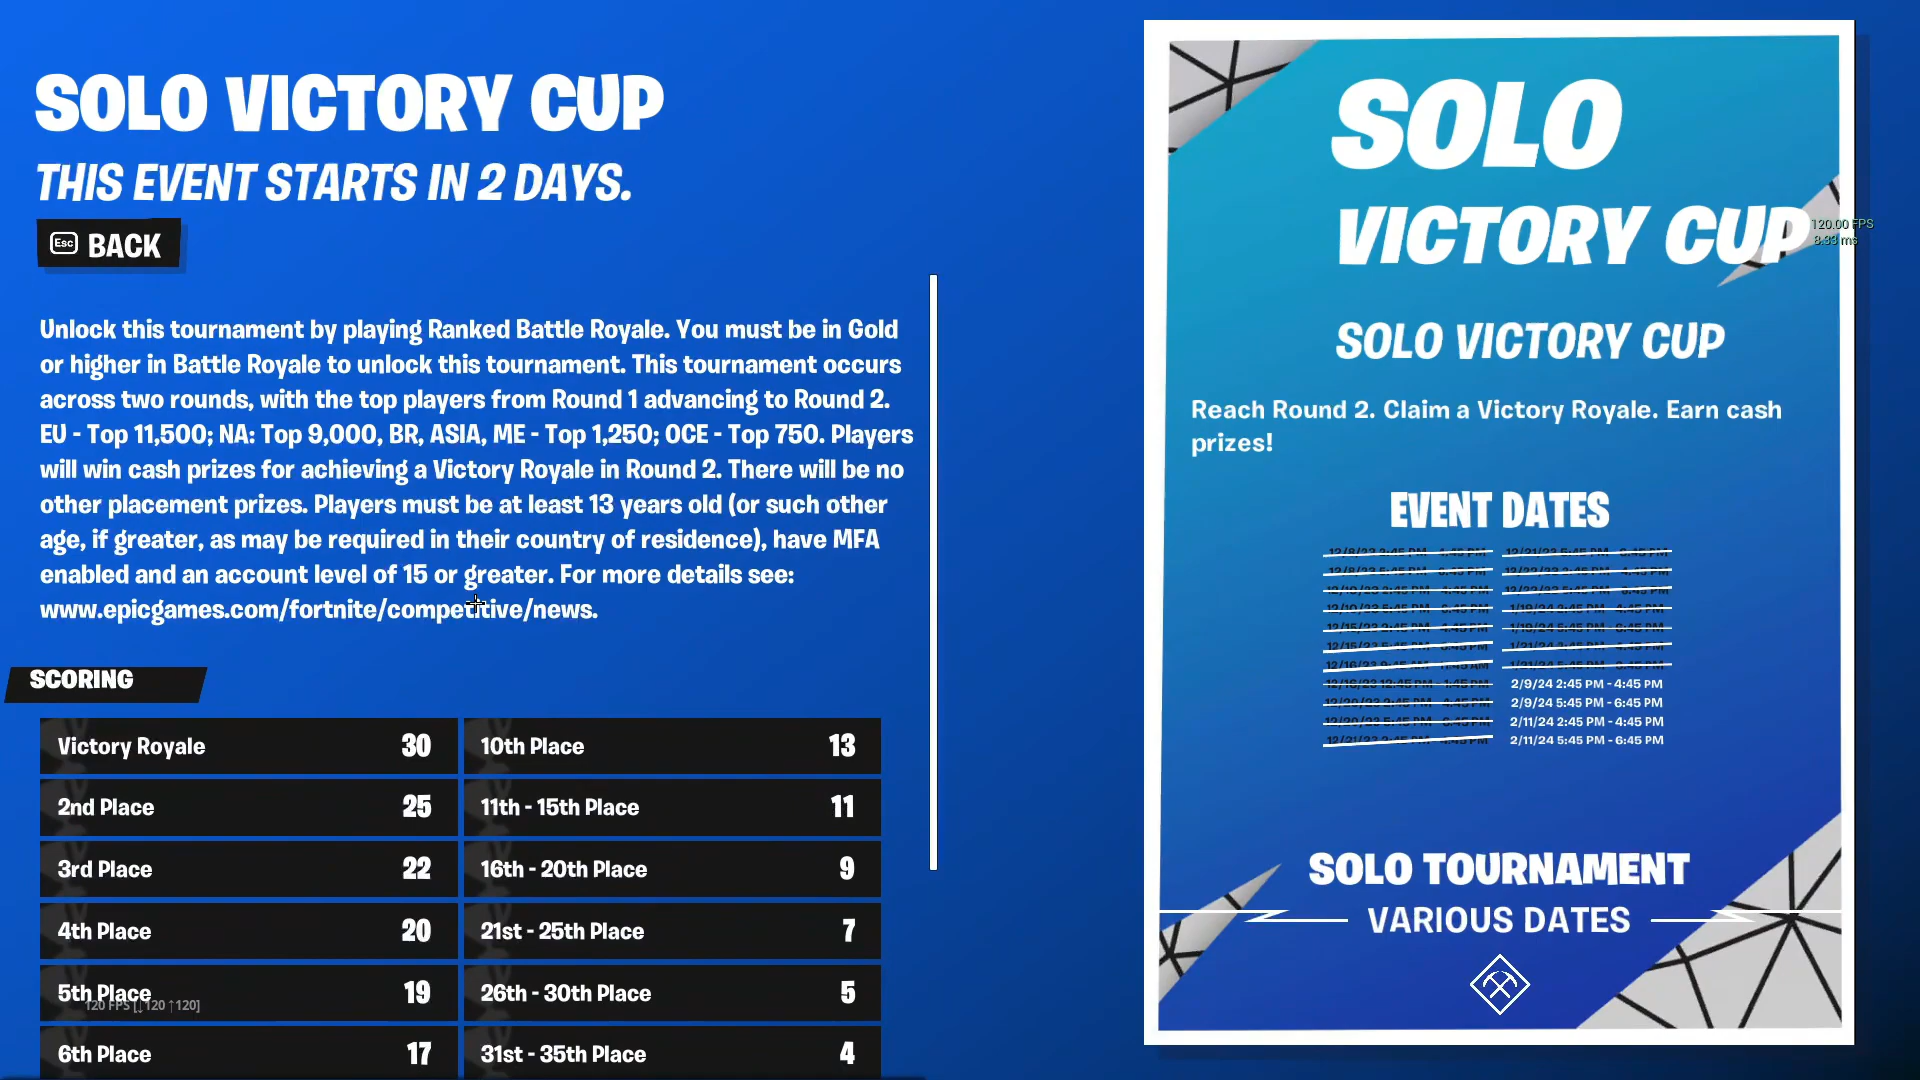 SOLO VICTORY CUP
THIS EVENT STARTS IN 2 DAYS.
Esc BACK
Unlock this tournament by playing Ranked Battle Royale. You must be in Gold
or higher in Battle Royale to unlock this tournament. This tournament occurs
across two rounds, with the top players from Round 1 advancing to Round 2.
EU - Top 11,500; NA: Top 9,000, BR, ASIA, ME - Top 1,250; OCE - Top 750. Players
will win cash prizes for achieving a Victory Royale in Round 2. There will be no
other placement prizes. Players must be at least 13 years old (or such other
age, if greater, as may be required in their country of residence), have MFA
enabled and an account level of 15 or greater. For more details see:
www.epicgames.com/fortnite/competitive/news.
SCORING
Victory Royale 30
2nd Place 25
3rd Place 22
4th Place 20
5th Place 19
120 FPS [↓120 ↑120]
6th Place 17
10th Place 13
11th - 15th Place 11
16th - 20th Place 9
21st - 25th Place 7
26th - 30th Place 5
31st - 35th Place 4
SOLO
VICTORY CUP
120.00 FPS
8.33 ms
SOLO VICTORY CUP
Reach Round 2. Claim a Victory Royale. Earn cash
prizes!
EVENT DATES
2/9/24 2:45 PM - 4:45 PM
2/9/24 5:45 PM - 6:45 PM
2/11/24 2:45 PM - 4:45 PM
2/11/24 5:45 PM - 6:45 PM
SOLO TOURNAMENT
VARIOUS DATES